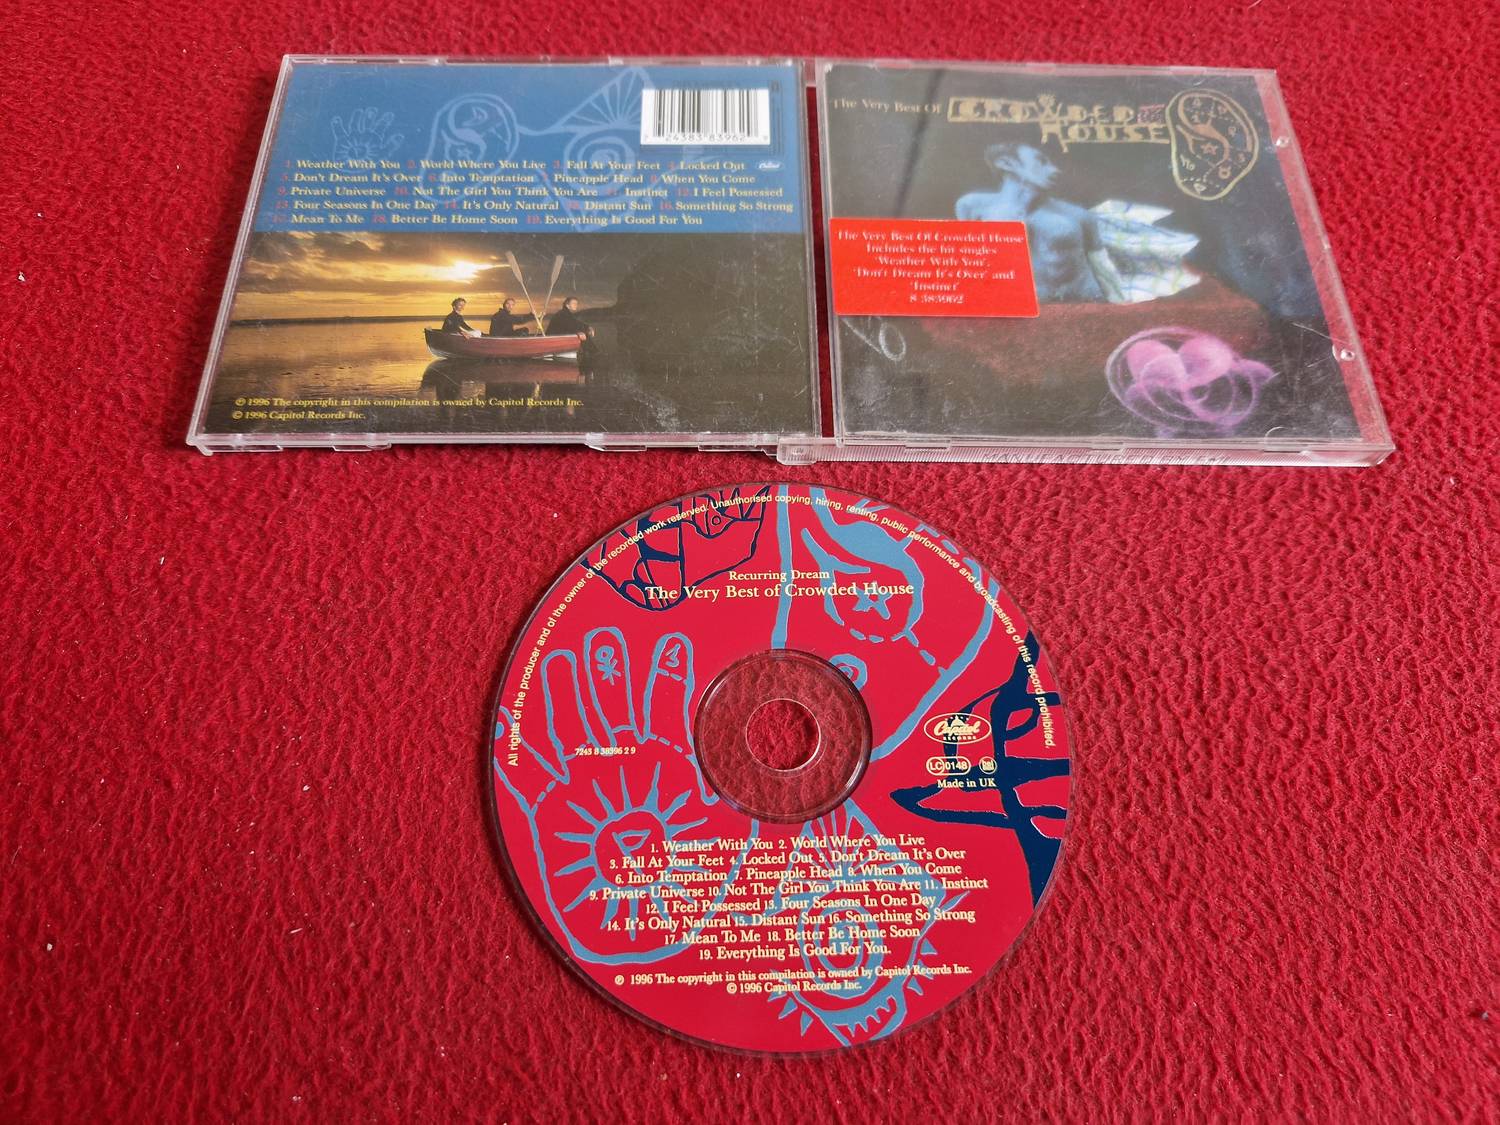 7 24383 83962 9
1. Weather With You 2. World Where You Live 3. Fall At Your Feet 4. Locked Out
5. Don't Dream It's Over 6. Into Temptation 7. Pineapple Head 8. When You Come
9. Private Universe 10. Not The Girl You Think You Are 11. Instinct 12. I Feel Possessed
13. Four Seasons In One Day 14. It's Only Natural 15. Distant Sun 16. Something So Strong
17. Mean To Me 18. Better Be Home Soon 19. Everything Is Good For You
℗ 1996 The copyright in this compilation is owned by Capitol Records Inc.
© 1996 Capitol Records Inc.
The Very Best Of CROWDED
HOUSE
The Very Best Of Crowded House
Includes the hit singles
'Weather With You',
'Don't Dream It's Over' and
'Instinct'
8 383962
MANUFACTURED BY EMI
All rights of the producer and of the owner of the recorded work reserved. Unauthorised copying, hiring, renting, public performance and broadcasting of this record prohibited.
Recurring Dream
The Very Best of Crowded House
7243 8 38396 2 9
Capitol
RECORDS
LC 0148
Made in UK
1. Weather With You 2. World Where You Live
3. Fall At Your Feet 4. Locked Out 5. Don't Dream It's Over
6. Into Temptation 7. Pineapple Head 8. When You Come
9. Private Universe 10. Not The Girl You Think You Are 11. Instinct
12. I Feel Possessed 13. Four Seasons In One Day
14. It's Only Natural 15. Distant Sun 16. Something So Strong
17. Mean To Me 18. Better Be Home Soon
19. Everything Is Good For You.
℗ 1996 The copyright in this compilation is owned by Capitol Records Inc.
© 1996 Capitol Records Inc.